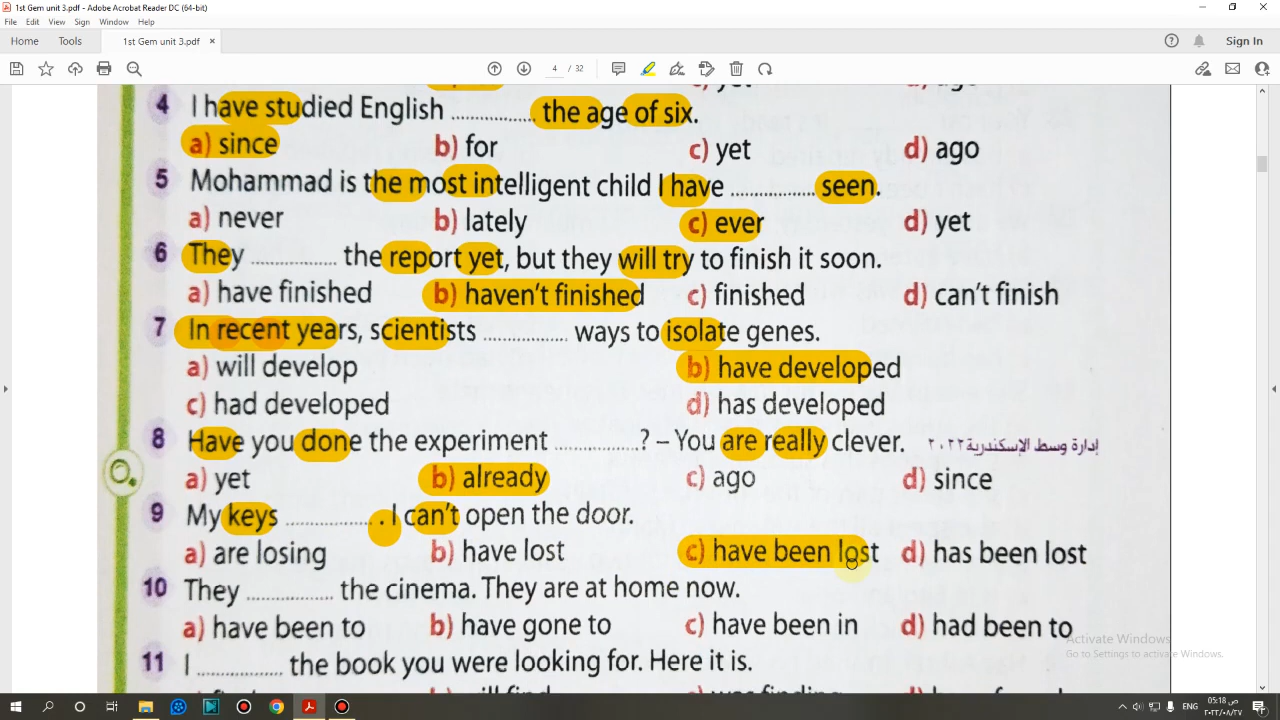 1st Gem unit 3.pdf - Adobe Acrobat Reader DC (64-bit)
File Edit View Sign Window Help
Home Tools 1st Gem unit 3.pdf × Sign In
4 / 32
4 I have studied English ................ the age of six.
a) since b) for c) yet d) ago
5 Mohammad is the most intelligent child I have ................ seen.
a) never b) lately c) ever d) yet
6 They ................ the report yet, but they will try to finish it soon.
a) have finished b) haven't finished c) finished d) can't finish
7 In recent years, scientists ................ ways to isolate genes.
a) will develop b) have developed
c) had developed d) has developed
8 Have you done the experiment ................? – You are really clever. إدارة وسط الإسكندرية ٢٠٢٢
a) yet b) already c) ago d) since
9 My keys ................ . I can't open the door.
a) are losing b) have lost c) have been lost d) has been lost
10 They ................ the cinema. They are at home now.
a) have been to b) have gone to c) have been in d) had been to
11 I ................ the book you were looking for. Here it is.
Activate Windows
Go to Settings to activate Windows.
ENG 05:18 ص
٢٠٢٢/٠٨/٢٧